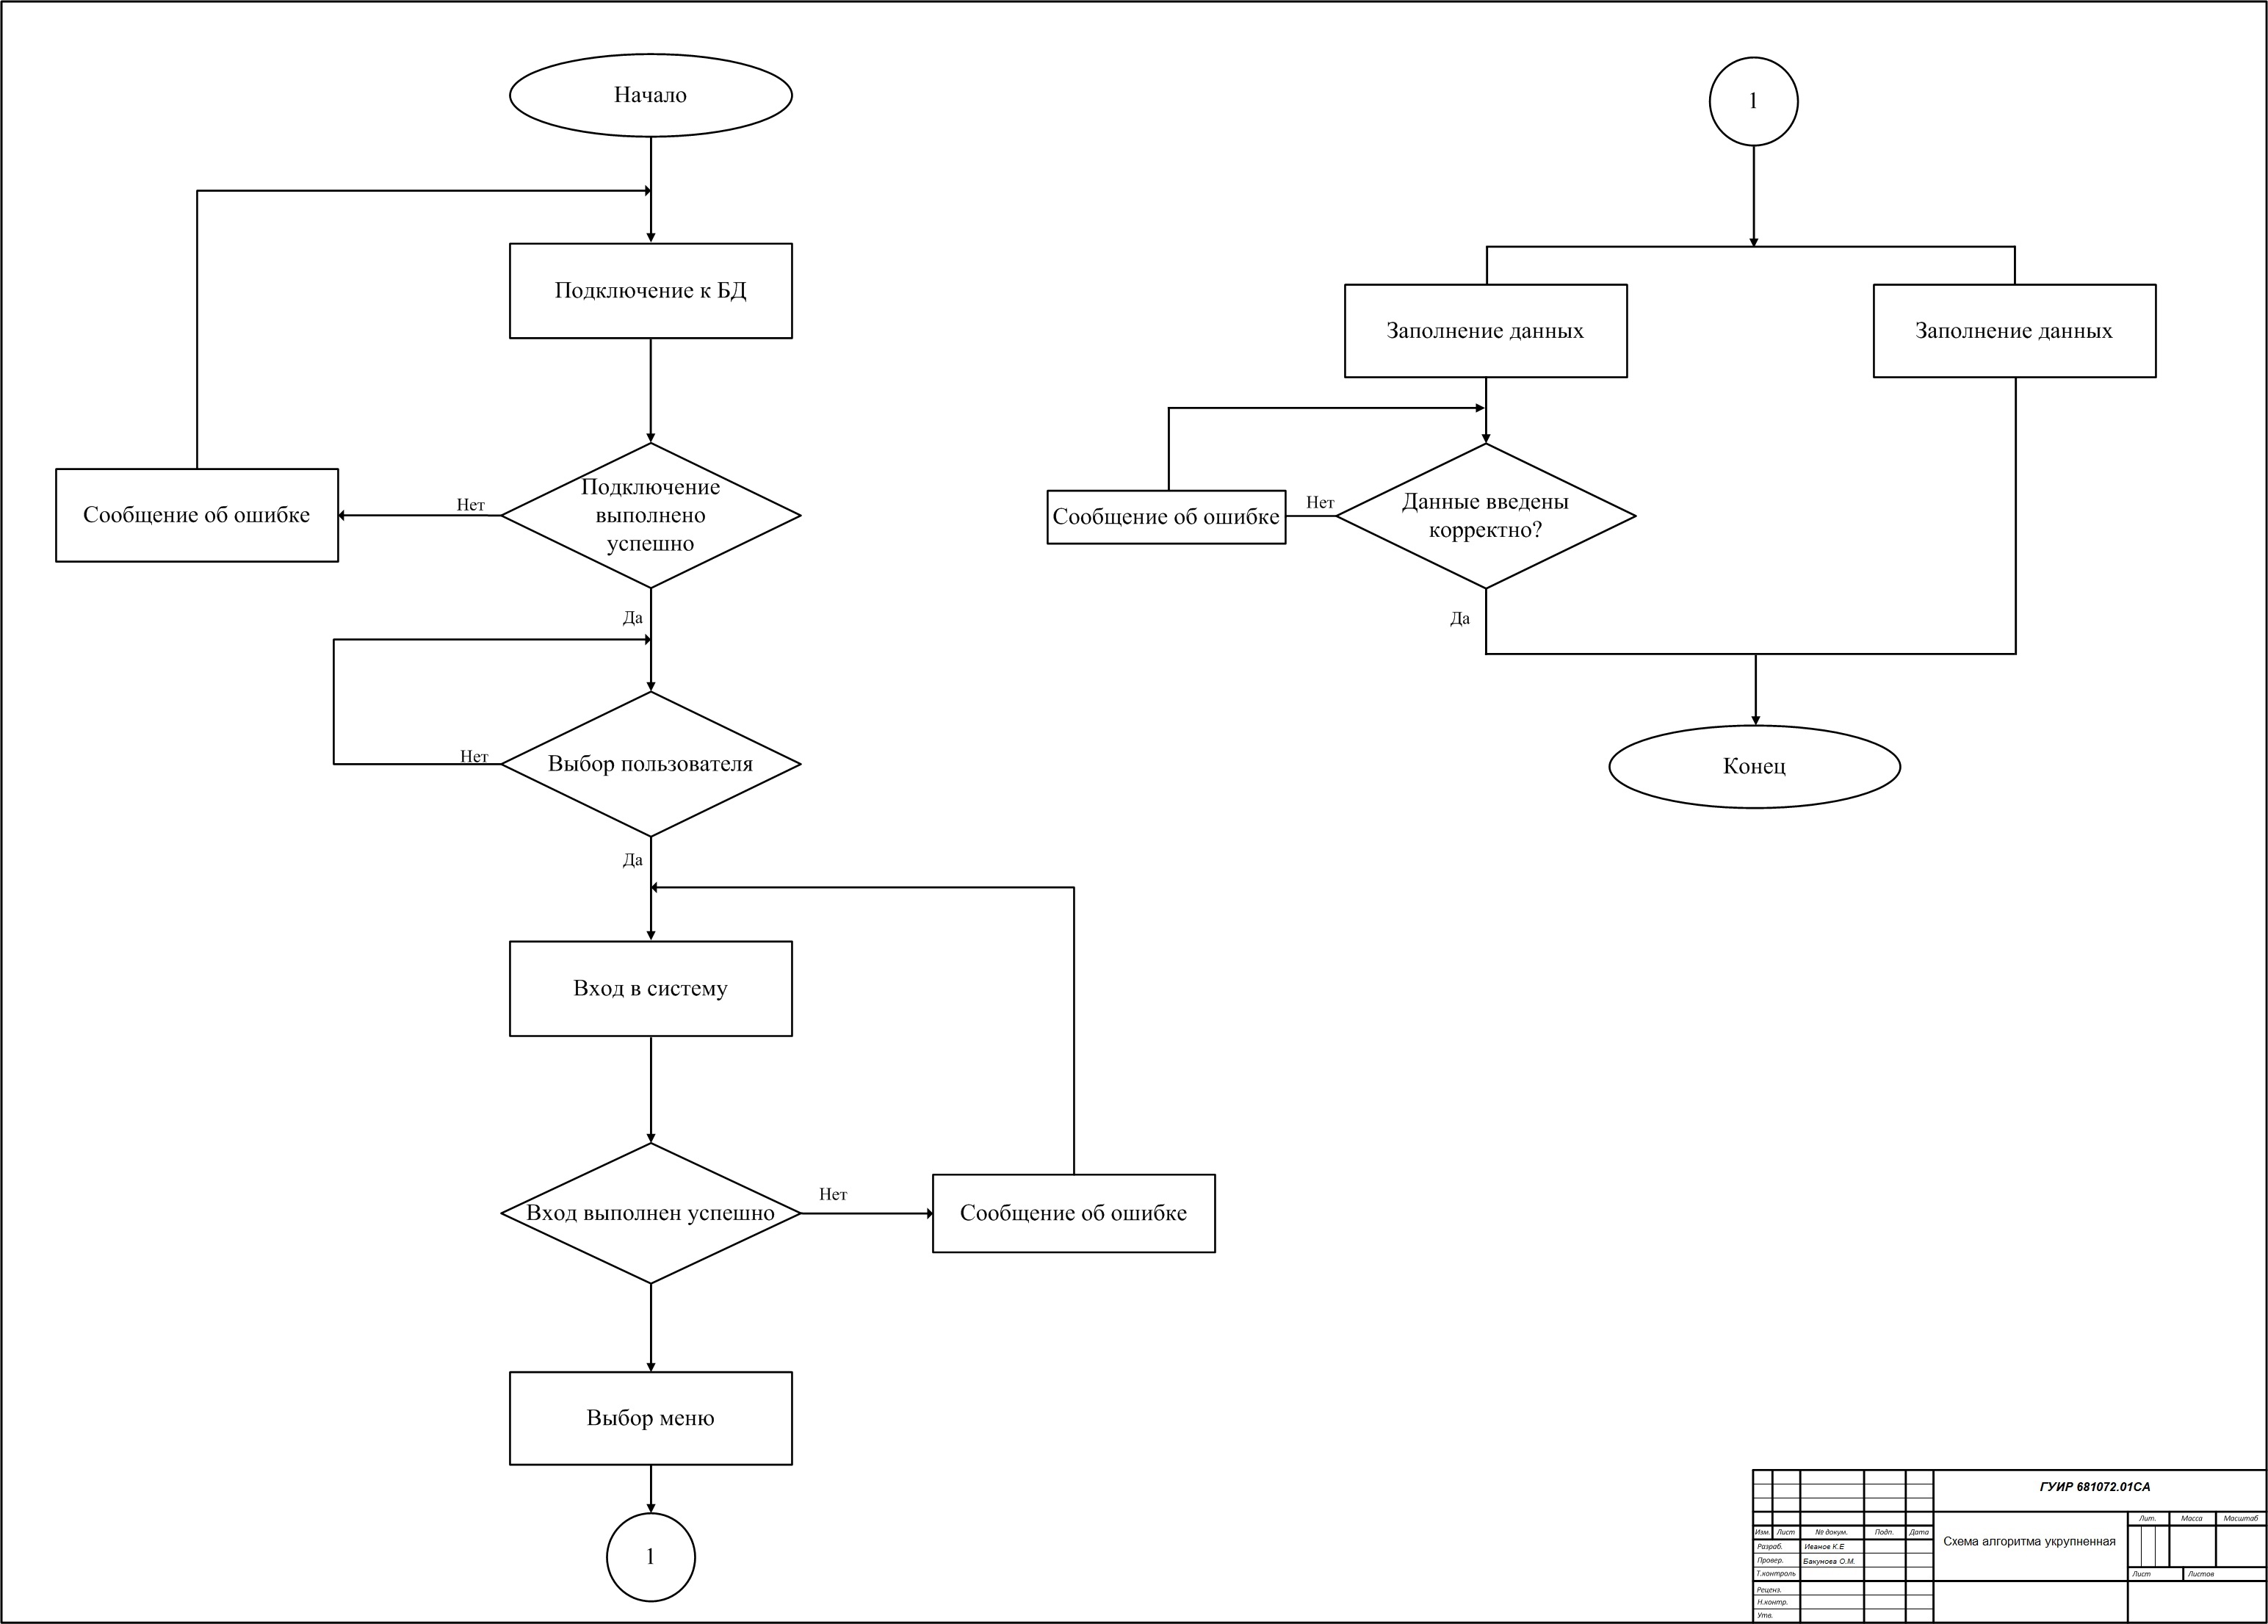 Начало
Подключение к БД
Подключение
выполнено
успешно
Нет
Сообщение об ошибке
Да
Выбор пользователя
Нет
Да
Вход в систему
Вход выполнен успешно
Нет
Сообщение об ошибке
Выбор меню
1
1
Заполнение данных
Заполнение данных
Данные введены
корректно?
Нет
Сообщение об ошибке
Да
Конец
ГУИР 681072.01СА
Схема алгоритма укрупненная
Лит.
Масса
Масштаб
Лист
Листов
Изм.
Лист
№ докум.
Подп.
Дата
Разраб.
Иванов К.Е
Провер.
Бакунова О.М.
Т.контроль
Реценз.
Н.контр.
Утв.